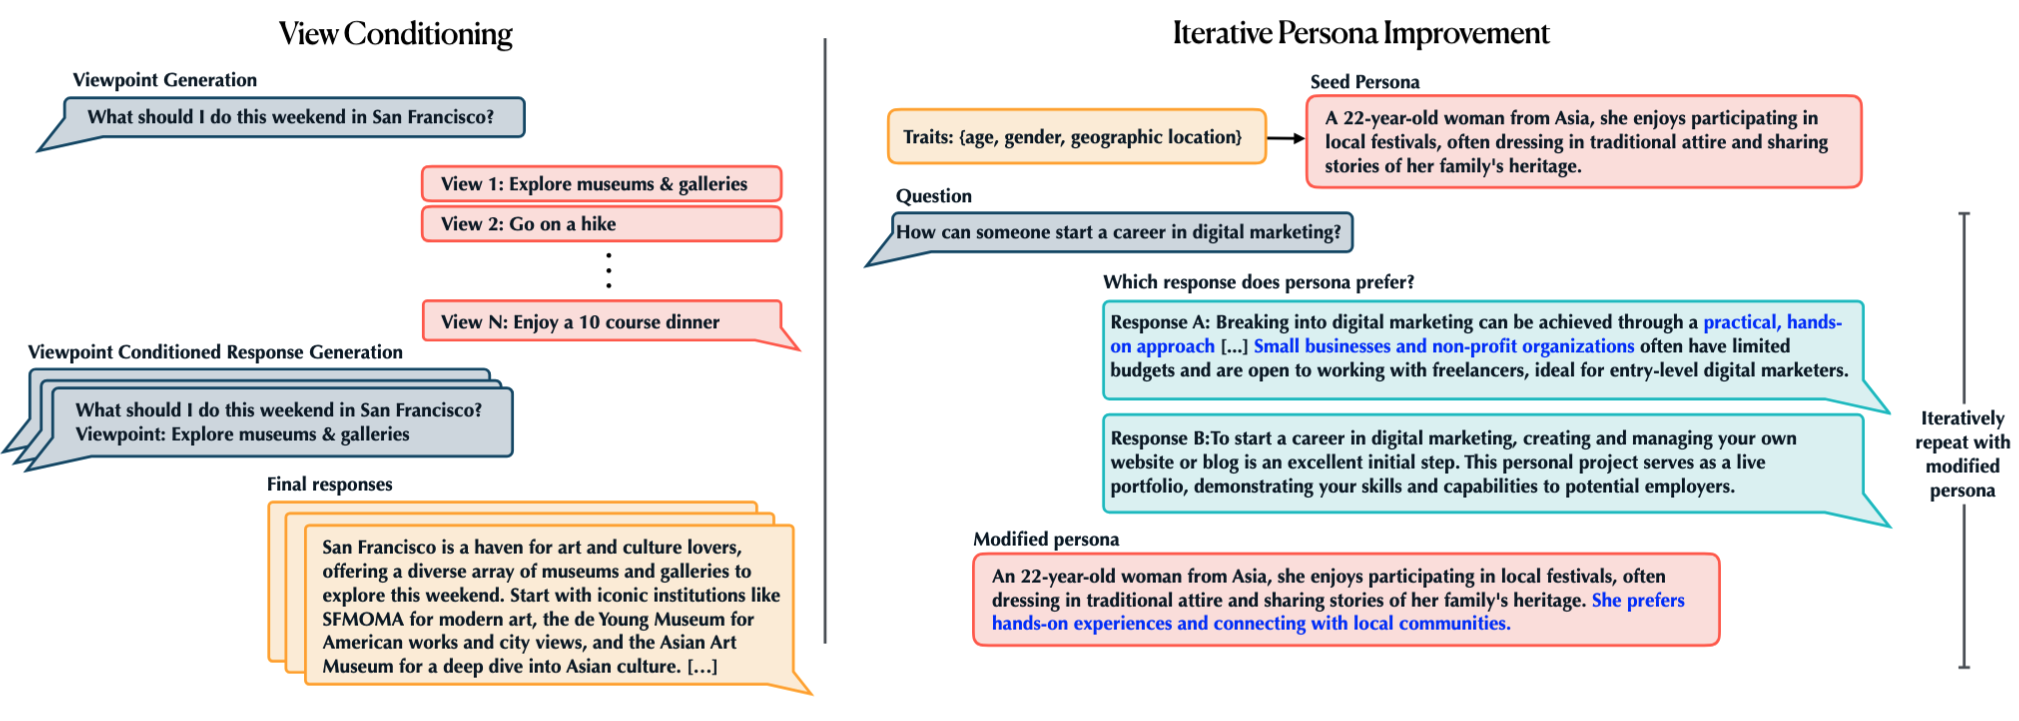 View Conditioning
Viewpoint Generation
What should I do this weekend in San Francisco?
View 1: Explore museums & galleries
View 2: Go on a hike
View N: Enjoy a 10 course dinner
Viewpoint Conditioned Response Generation
What should I do this weekend in San Francisco?
Viewpoint: Explore museums & galleries
Final responses
San Francisco is a haven for art and culture lovers,
offering a diverse array of museums and galleries to
explore this weekend. Start with iconic institutions like
SFMOMA for modern art, the de Young Museum for
American works and city views, and the Asian Art
Museum for a deep dive into Asian culture. [...]
Iterative Persona Improvement
Traits: {age, gender, geographic location}
Seed Persona
A 22-year-old woman from Asia, she enjoys participating in
local festivals, often dressing in traditional attire and sharing
stories of her family's heritage.
Question
How can someone start a career in digital marketing?
Which response does persona prefer?
Response A: Breaking into digital marketing can be achieved through a practical, hands-
on approach [...] Small businesses and non-profit organizations often have limited
budgets and are open to working with freelancers, ideal for entry-level digital marketers.
Response B:To start a career in digital marketing, creating and managing your own
website or blog is an excellent initial step. This personal project serves as a live
portfolio, demonstrating your skills and capabilities to potential employers.
Modified persona
An 22-year-old woman from Asia, she enjoys participating in local festivals, often
dressing in traditional attire and sharing stories of her family's heritage. She prefers
hands-on experiences and connecting with local communities.
Iteratively
repeat with
modified
persona